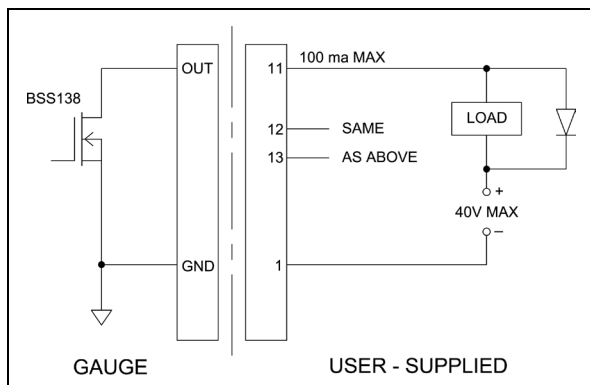 OUT
11
100 ma MAX
BSS138
LOAD
12
SAME
13
AS ABOVE
+
40V MAX
–
GND
1
GAUGE
USER - SUPPLIED